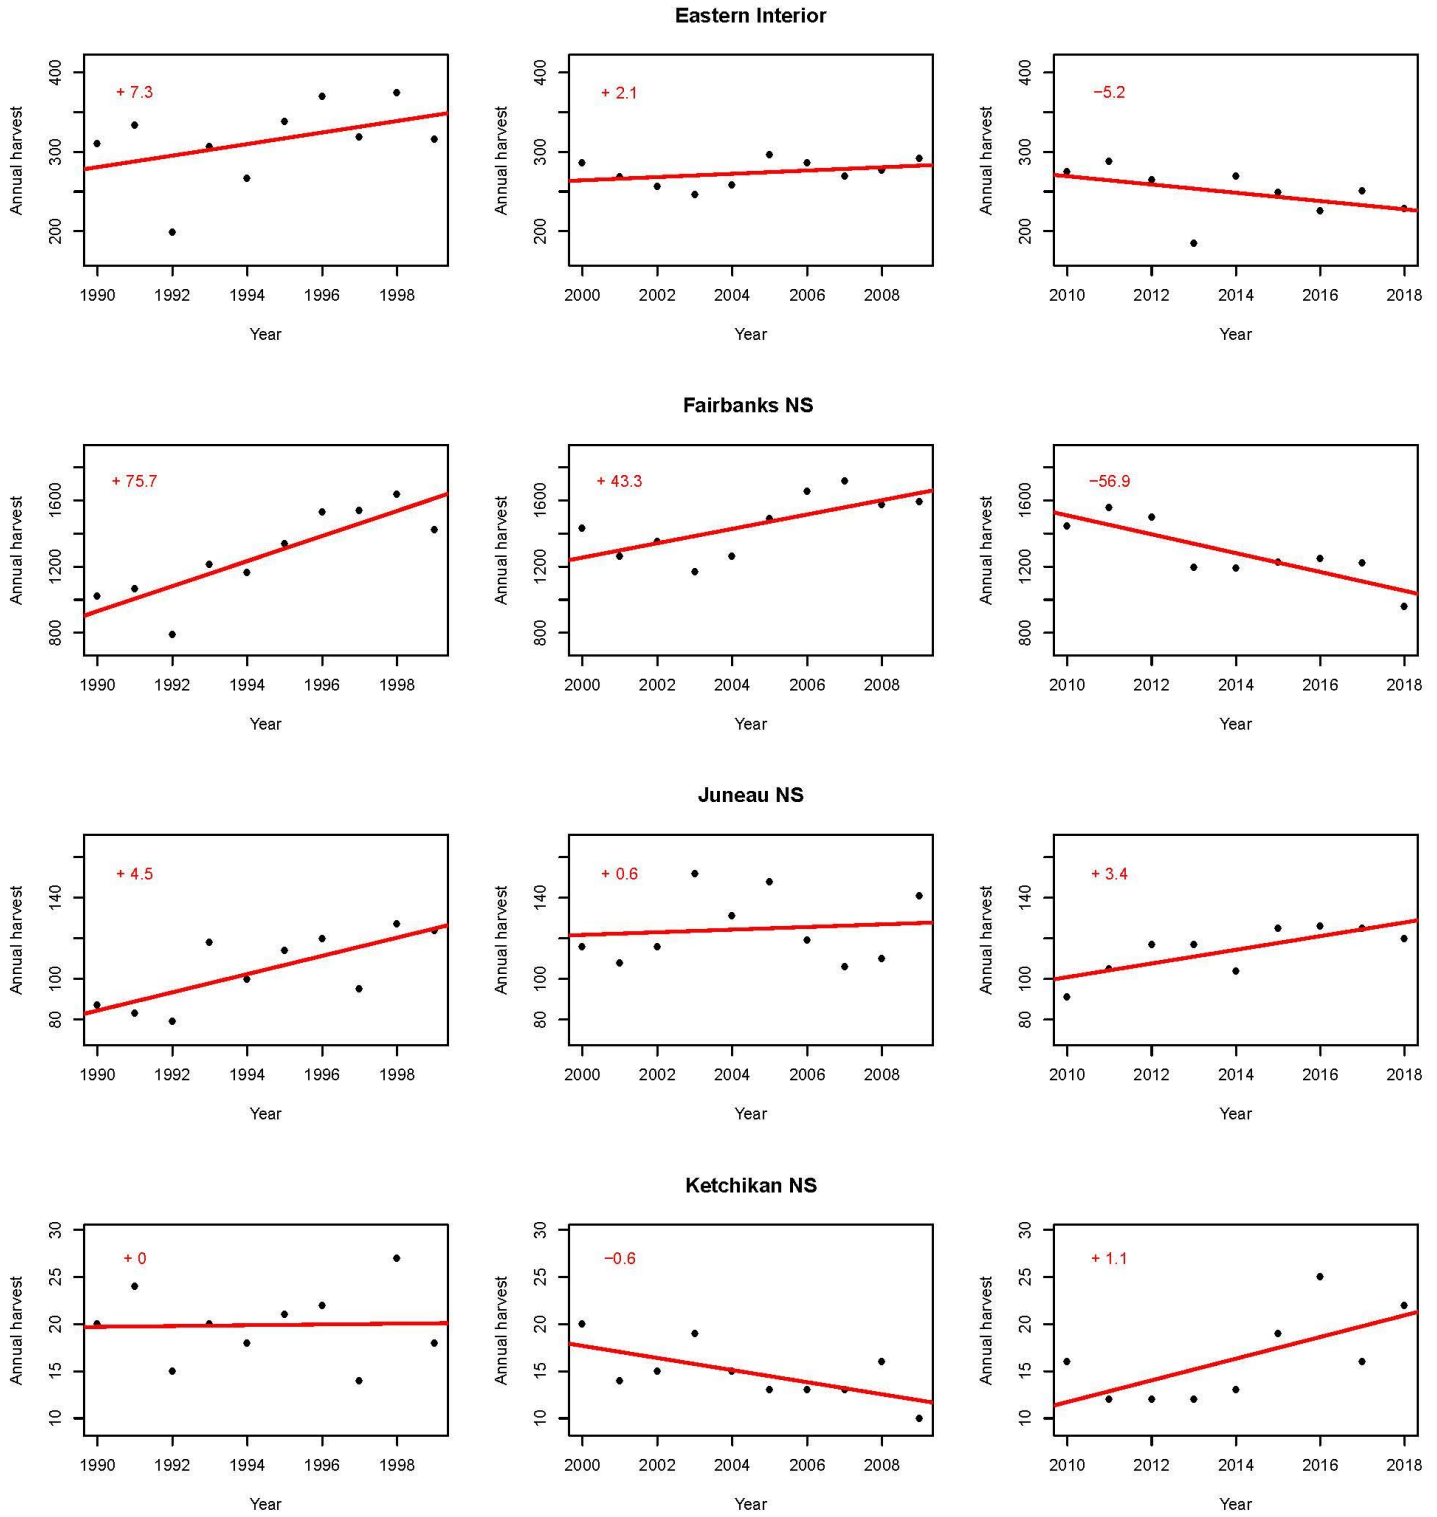 Eastern Interior
Annual harvest
200 300 400
+ 7.3
1990 1992 1994 1996 1998
Year
Annual harvest
200 300 400
+ 2.1
2000 2002 2004 2006 2008
Year
Annual harvest
200 300 400
−5.2
2010 2012 2014 2016 2018
Year
Fairbanks NS
Annual harvest
800 1200 1600
+ 75.7
1990 1992 1994 1996 1998
Year
Annual harvest
800 1200 1600
+ 43.3
2000 2002 2004 2006 2008
Year
Annual harvest
800 1200 1600
−56.9
2010 2012 2014 2016 2018
Year
Juneau NS
Annual harvest
80 100 140
+ 4.5
1990 1992 1994 1996 1998
Year
Annual harvest
80 100 140
+ 0.6
2000 2002 2004 2006 2008
Year
Annual harvest
80 100 140
+ 3.4
2010 2012 2014 2016 2018
Year
Ketchikan NS
Annual harvest
10 15 20 25 30
+ 0
1990 1992 1994 1996 1998
Year
Annual harvest
10 15 20 25 30
−0.6
2000 2002 2004 2006 2008
Year
Annual harvest
10 15 20 25 30
+ 1.1
2010 2012 2014 2016 2018
Year